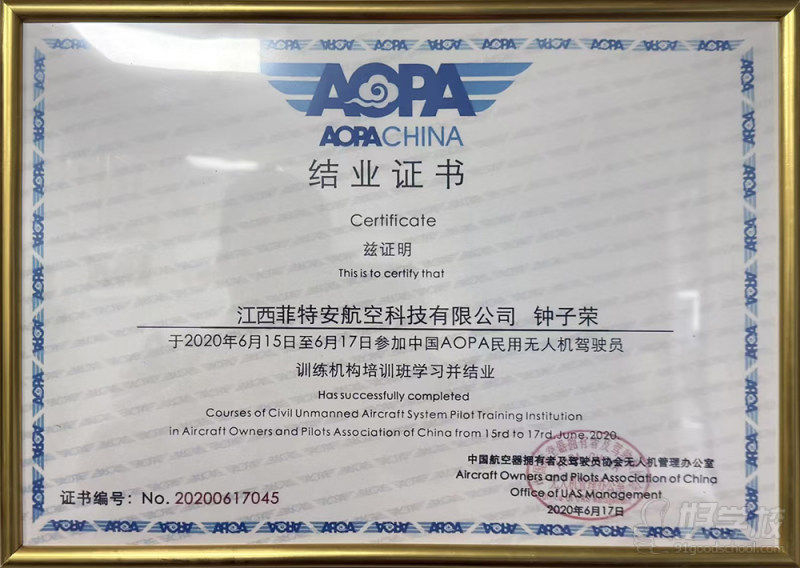 AOPA
AOPA CHINA
结业证书
Certificate
兹证明
This is to certify that
江西菲特安航空科技有限公司 钟子荣
于2020年6月15日至6月17日参加中国AOPA民用无人机驾驶员
训练机构培训班学习并结业
Has successfully completed
Courses of Civil Unmanned Aircraft System Pilot Training Institution
in Aircraft Owners and Pilots Association of China from 15rd to 17rd, June, 2020.
中国航空器拥有者及驾驶员协会无人机管理办公室
Aircraft Owners and Pilots Association of China
Office of UAS Management
2020年6月17日
证书编号：No. 20200617045
好学校
91goodschool.com